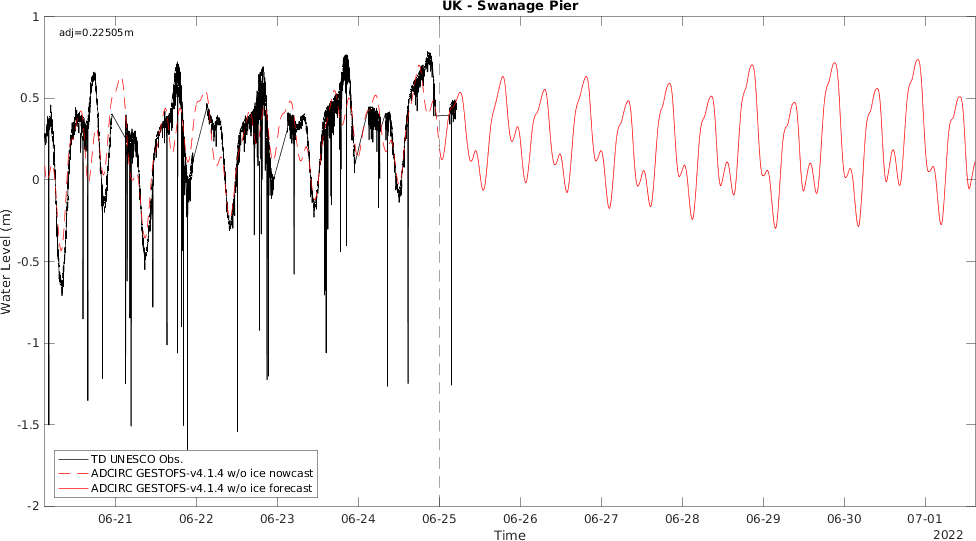 UK - Swanage Pier
adj=0.22505m
Water Level (m)
1
0.5
0
-0.5
-1
-1.5
-2
TD UNESCO Obs.
ADCIRC GESTOFS-v4.1.4 w/o ice nowcast
ADCIRC GESTOFS-v4.1.4 w/o ice forecast
06-21 06-22 06-23 06-24 06-25 06-26 06-27 06-28 06-29 06-30 07-01
Time
2022